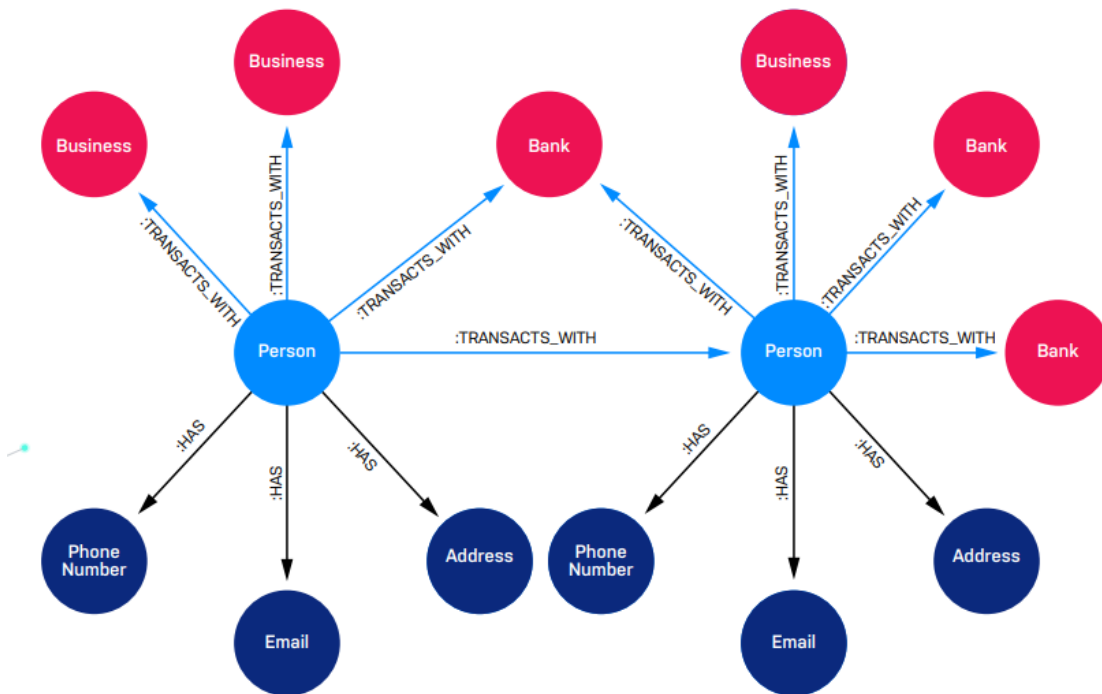 Business
Business
Business
Bank
Bank
:TRANSACTS_WITH
:TRANSACTS_WITH
:TRANSACTS_WITH
:TRANSACTS_WITH
:TRANSACTS_WITH
:TRANSACTS_WITH
Person
:TRANSACTS_WITH
Person
:TRANSACTS_WITH
Bank
:HAS
:HAS
:HAS
:HAS
:HAS
:HAS
Phone
Number
Address
Phone
Number
Address
Email
Email